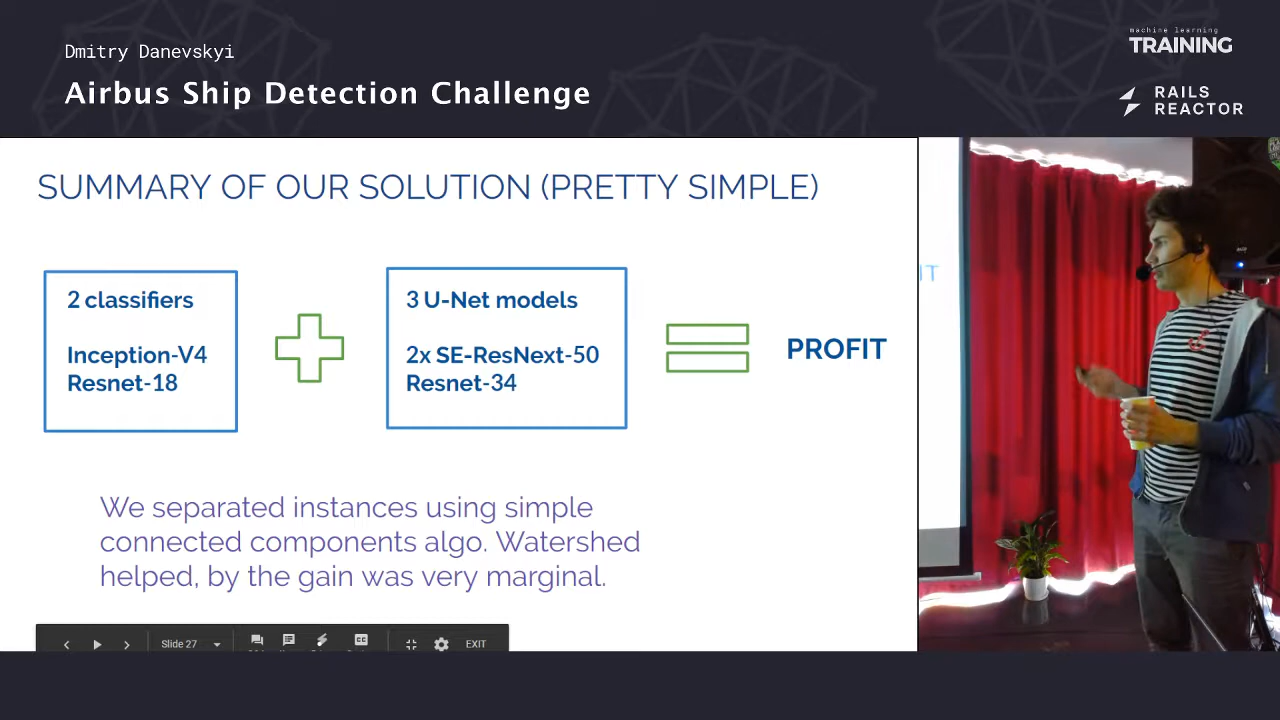 Dmitry Danevskyi
Airbus Ship Detection Challenge
machine learning
TRAINING
RAILS
REACTOR
SUMMARY OF OUR SOLUTION (PRETTY SIMPLE)
2 classifiers
Inception-V4
Resnet-18
3 U-Net models
2x SE-ResNext-50
Resnet-34
PROFIT
IT
We separated instances using simple
connected components algo. Watershed
helped, by the gain was very marginal.
Slide 27
EXIT